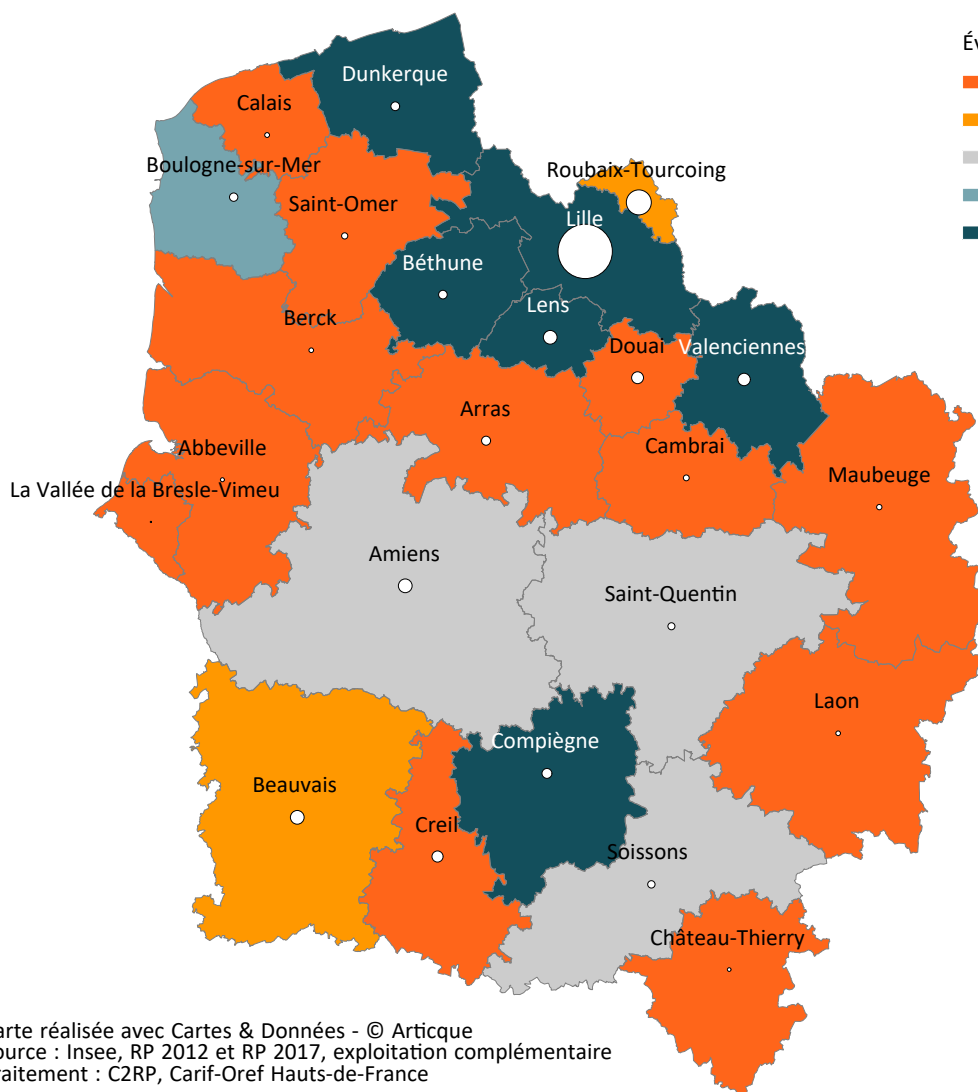 Év
Dunkerque
Calais
Boulogne-sur-Mer
Roubaix-Tourcoing
Saint-Omer
Lille
Béthune
Lens
Berck
Douai
Valenciennes
Arras
Abbeville
Cambrai
Maubeuge
La Vallée de la Bresle-Vimeu
Amiens
Saint-Quentin
Laon
Compiègne
Beauvais
Creil
Soissons
Château-Thierry
arte réalisée avec Cartes & Données - © Articque
ource : Insee, RP 2012 et RP 2017, exploitation complémentaire
raitement : C2RP, Carif-Oref Hauts-de-France